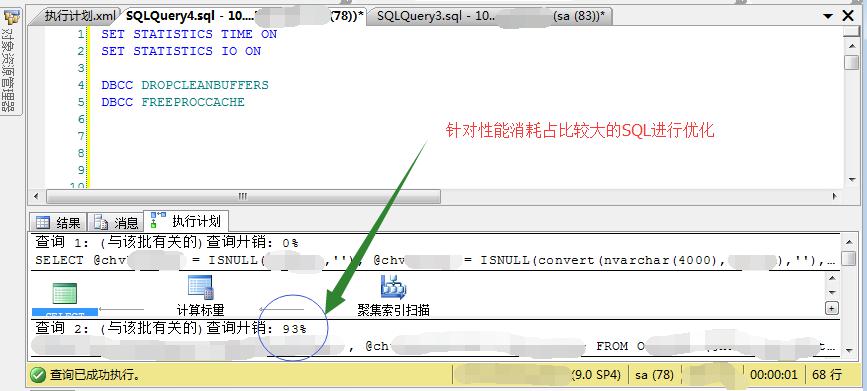 执行计划.xml SQLQuery4.sql - 10.... (78))* SQLQuery3.sql - 10.. (sa (83))*
对象资源管理器
1 SET STATISTICS TIME ON
2 SET STATISTICS IO ON
3
4 DBCC DROPCLEANBUFFERS
5 DBCC FREEPROCCACHE
6
针对性能消耗占比较大的SQL进行优化
7
8
9
10
结果 消息 执行计划
查询 1: (与该批有关的)查询开销: 0%
SELECT @chv = ISNULL( ,''), @chv = ISNULL(convert(nvarchar(4000), ),''),...
SELECT 计算标量 聚集索引扫描
查询 2: (与该批有关的)查询开销: 93%
, @ch FROM O
查询已成功执行。 (9.0 SP4) sa (78) 00:00:01 68 行